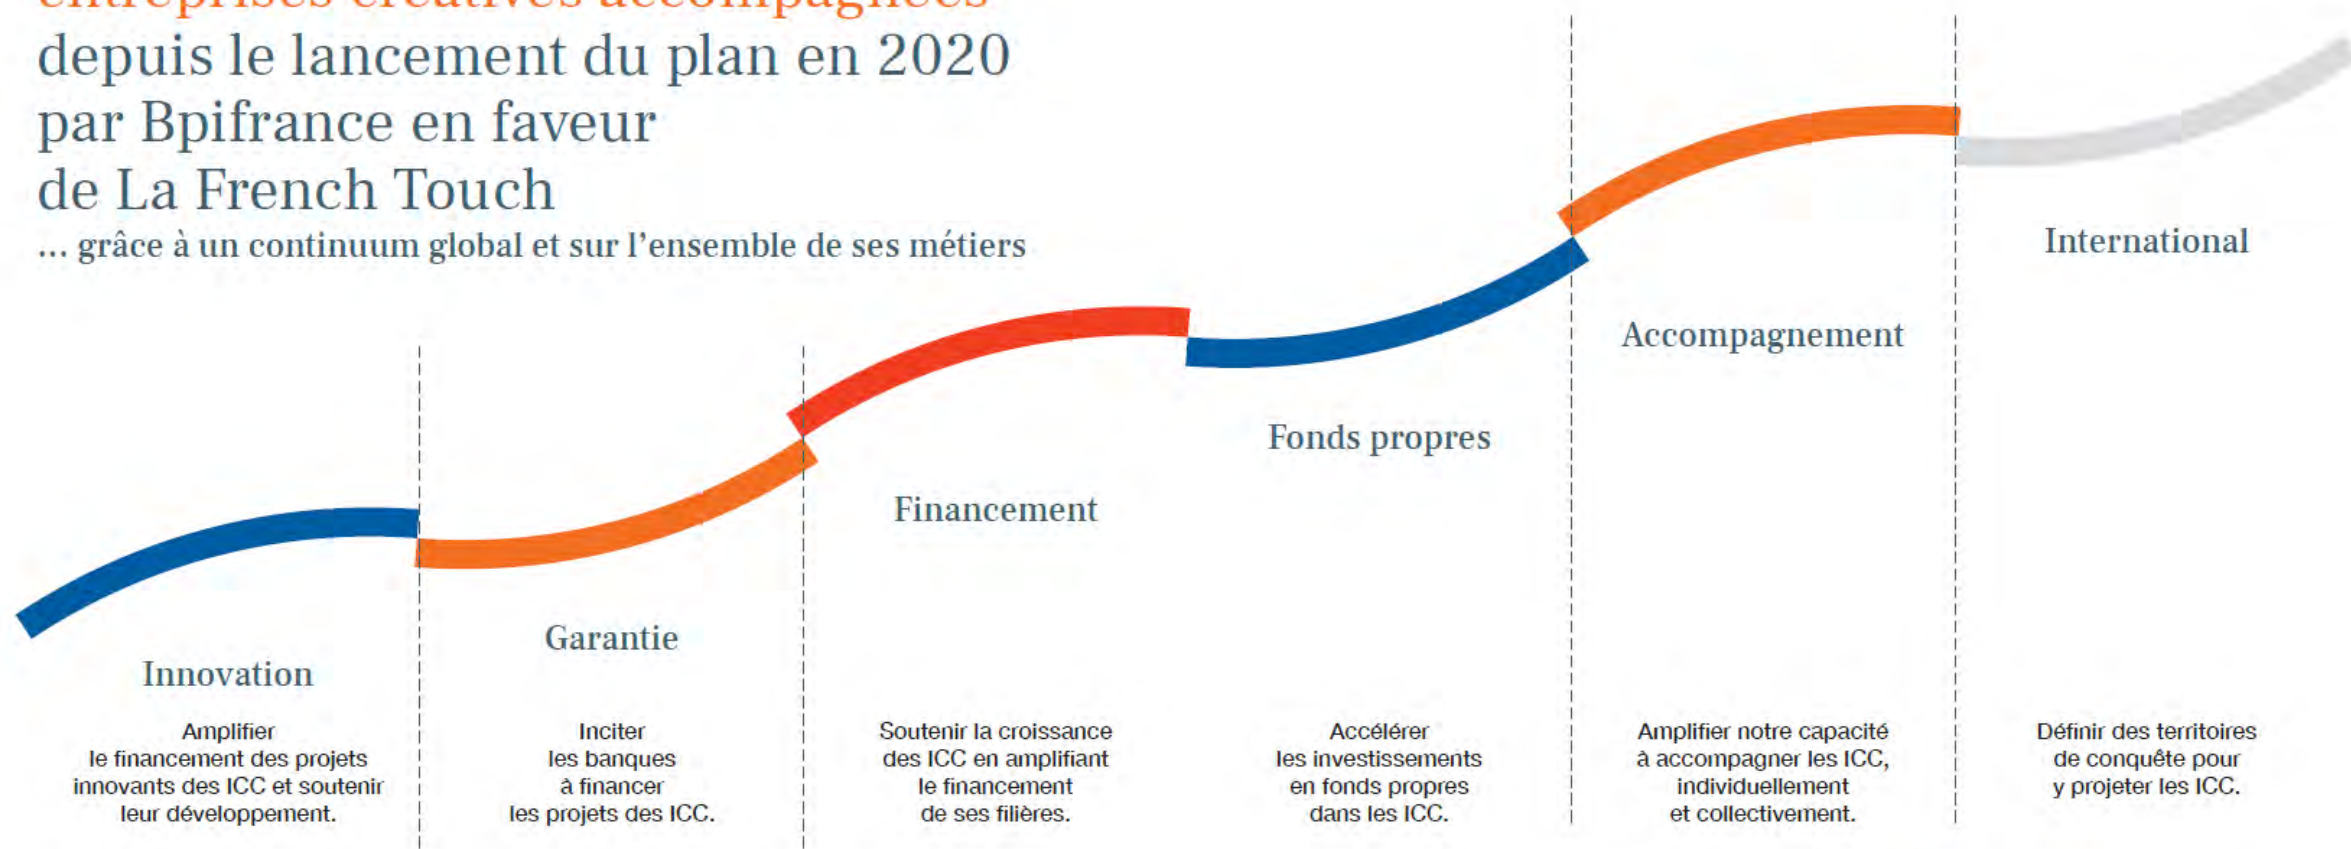 entreprises créatives accompagnées
depuis le lancement du plan en 2020
par Bpifrance en faveur
de La French Touch
... grâce à un continuum global et sur l'ensemble de ses métiers
Innovation
Amplifier
le financement des projets
innovants des ICC et soutenir
leur développement.
Garantie
Inciter
les banques
à financer
les projets des ICC.
Financement
Soutenir la croissance
des ICC en amplifiant
le financement
de ses filières.
Fonds propres
Accélérer
les investissements
en fonds propres
dans les ICC.
Accompagnement
Amplifier notre capacité
à accompagner les ICC,
individuellement
et collectivement.
International
Définir des territoires
de conquête pour
y projeter les ICC.